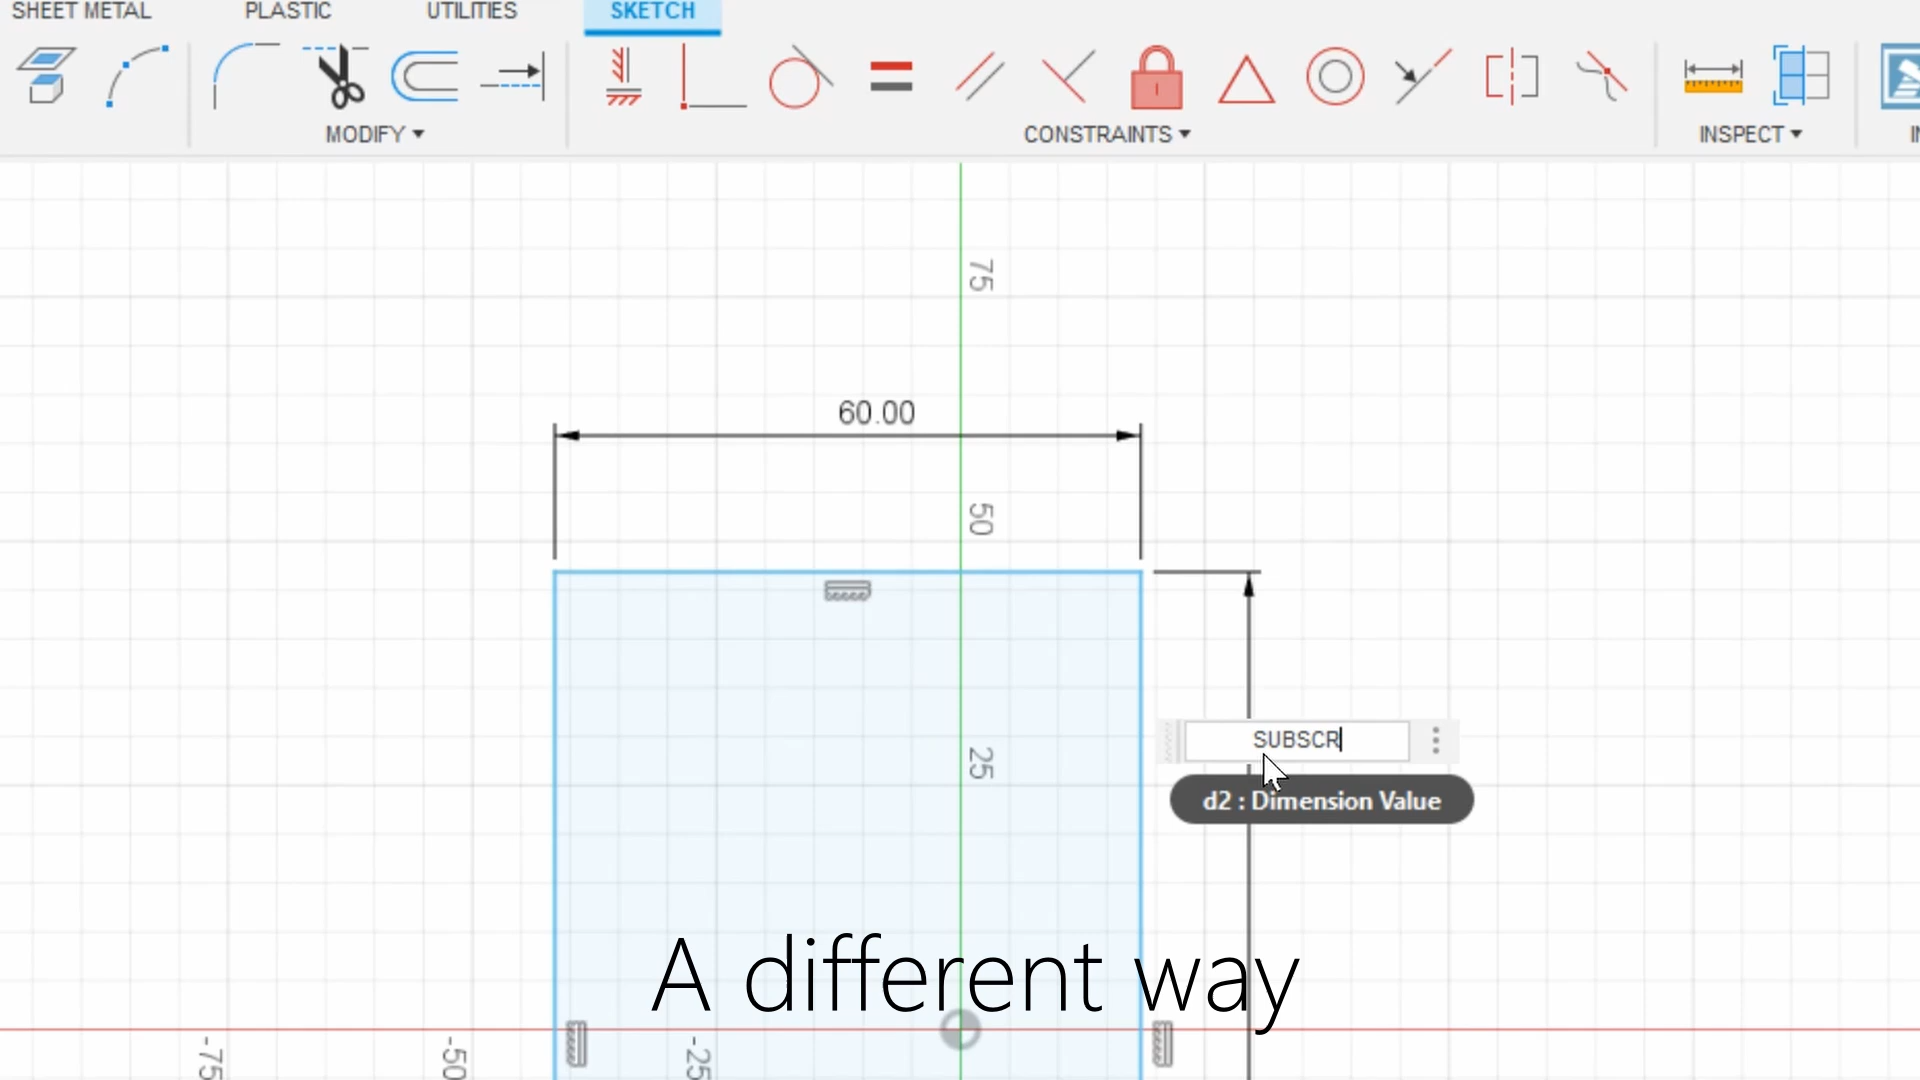 SHEET METAL
PLASTIC
UTILITIES
SKETCH
MODIFY
CONSTRAINTS
INSPECT
75
60.00
50
25
SUBSCR
d2 : Dimension Value
A different way
-75
-50
-25